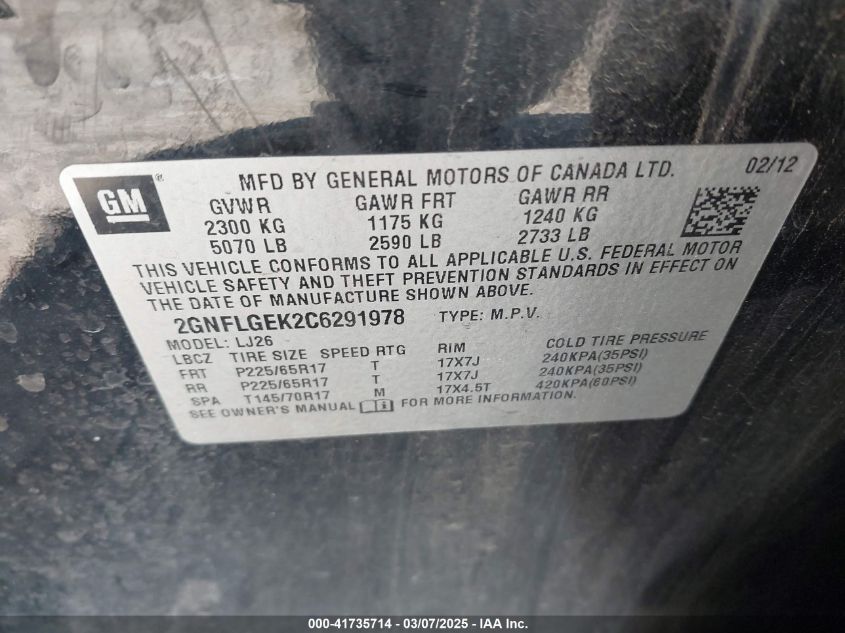 GM
MFD BY GENERAL MOTORS OF CANADA LTD. 02/12
GVWR GAWR FRT GAWR RR
2300 KG 1175 KG 1240 KG
5070 LB 2590 LB 2733 LB
THIS VEHICLE CONFORMS TO ALL APPLICABLE U.S. FEDERAL MOTOR
VEHICLE SAFETY AND THEFT PREVENTION STANDARDS IN EFFECT ON
THE DATE OF MANUFACTURE SHOWN ABOVE.
2GNFLGEK2C6291978 TYPE: M.P.V.
MODEL: LJ26
LBCZ TIRE SIZE SPEED RTG RIM COLD TIRE PRESSURE
FRT P225/65R17 T 17X7J 240KPA(35PSI)
RR P225/65R17 T 17X7J 240KPA(35PSI)
SPA T145/70R17 M 17X4.5T 420KPA(60PSI)
SEE OWNER'S MANUAL FOR MORE INFORMATION.
000-41735714 - 03/07/2025 - IAA Inc.